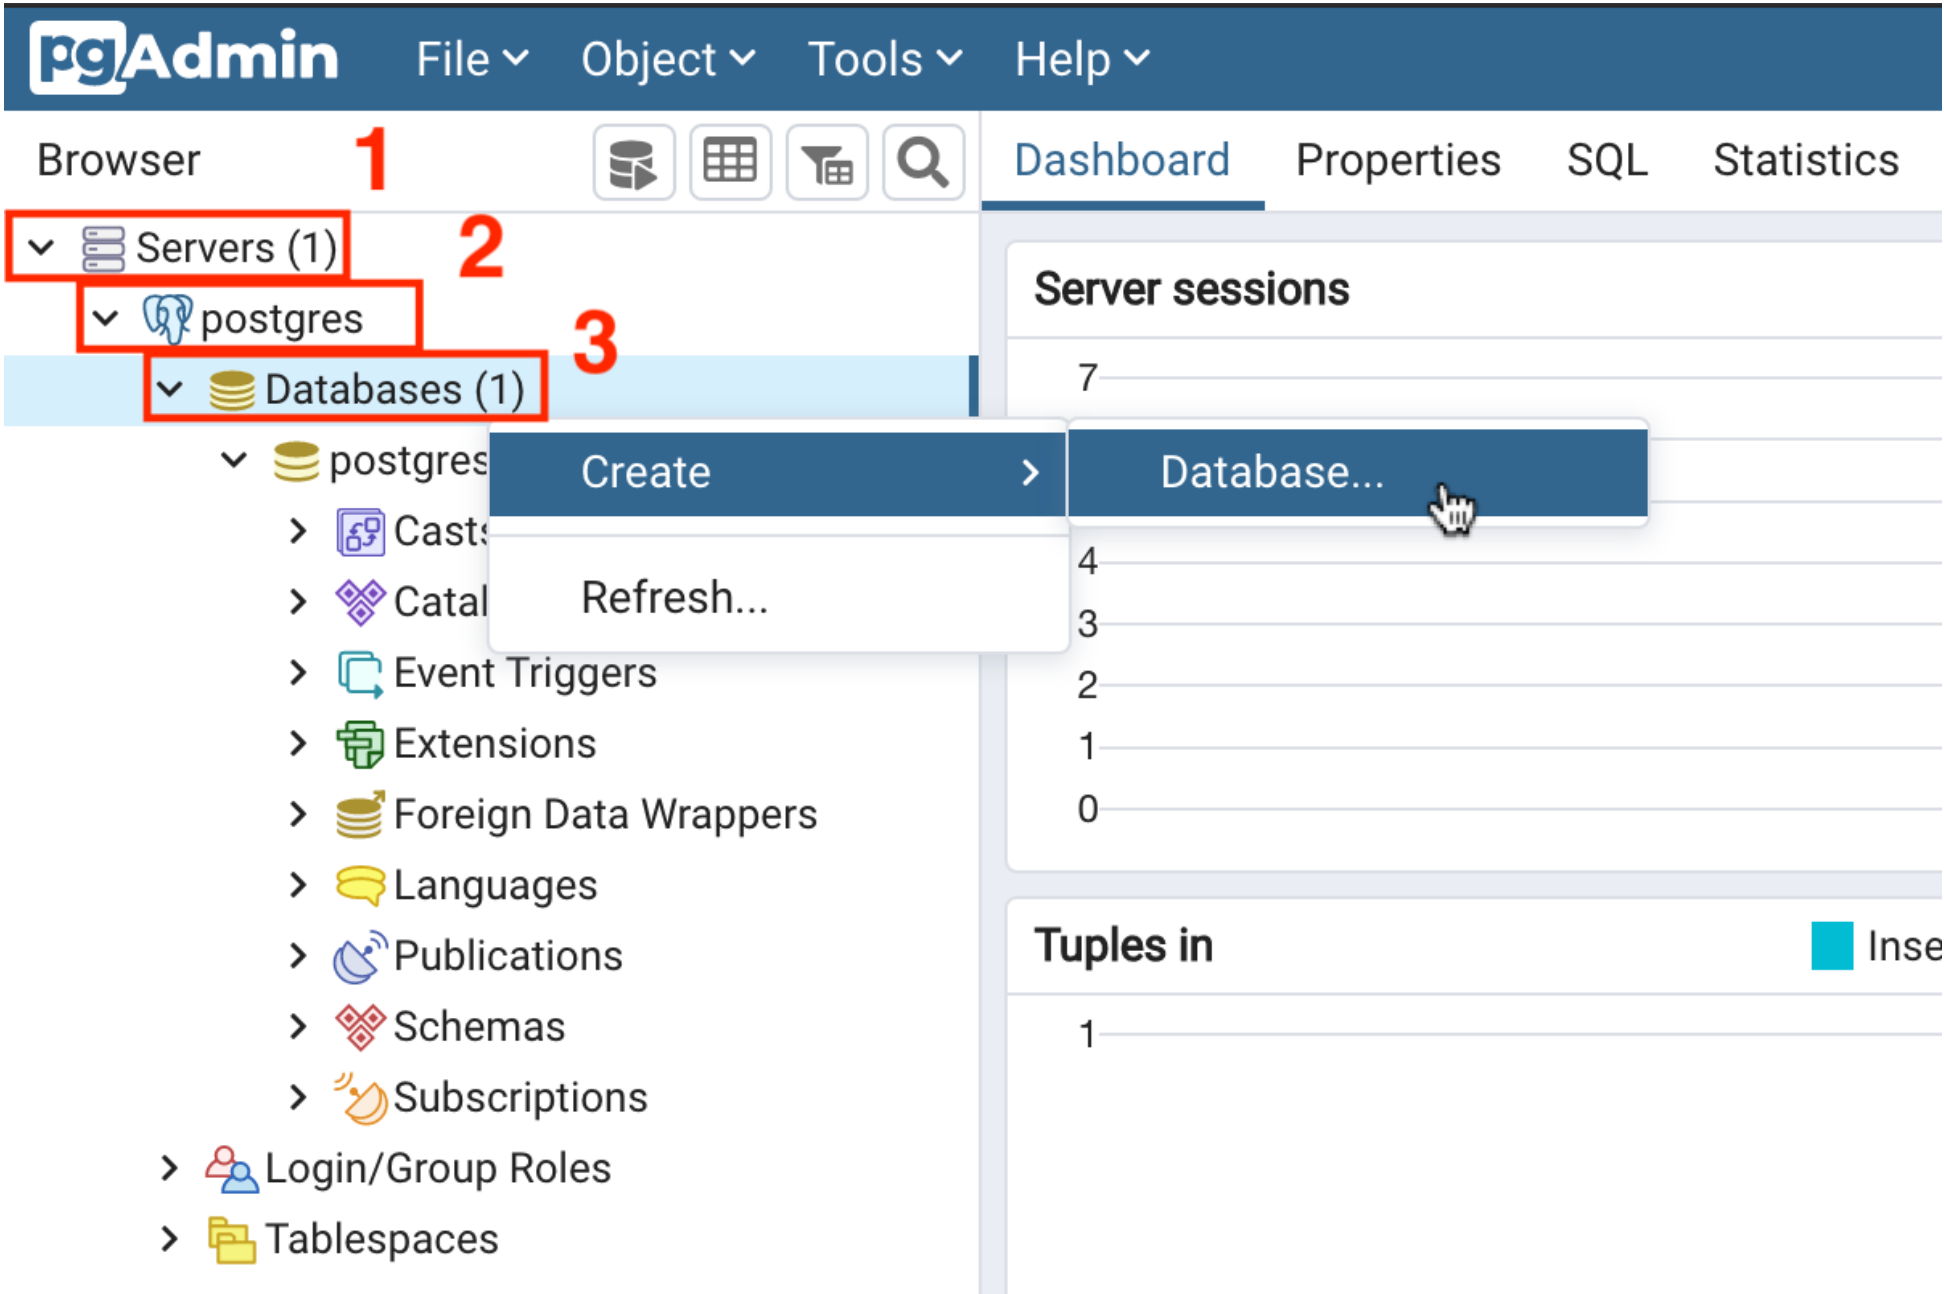 pgAdmin File Object Tools Help
Browser 1
Dashboard Properties SQL Statistics
Servers (1) 2
postgres 3
Databases (1)
postgres
Create
Database...
Refresh...
Casts
Event Triggers
Extensions
Foreign Data Wrappers
Languages
Publications
Schemas
Subscriptions
Login/Group Roles
Tablespaces
Server sessions
7
4
3
2
1
0
Tuples in
1